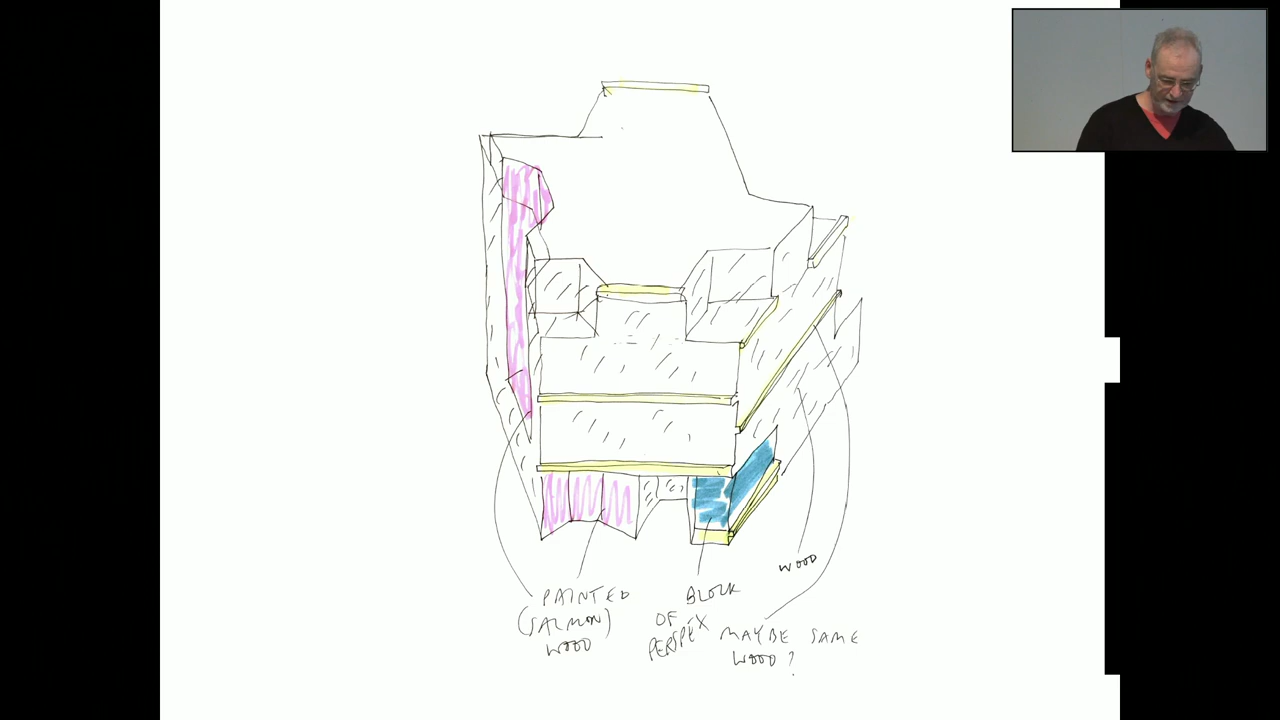 WOOD
PAINTED
(SALMON)
WOOD
BLOCK
OF
PERSPEX
MAYBE SAME
WOOD?